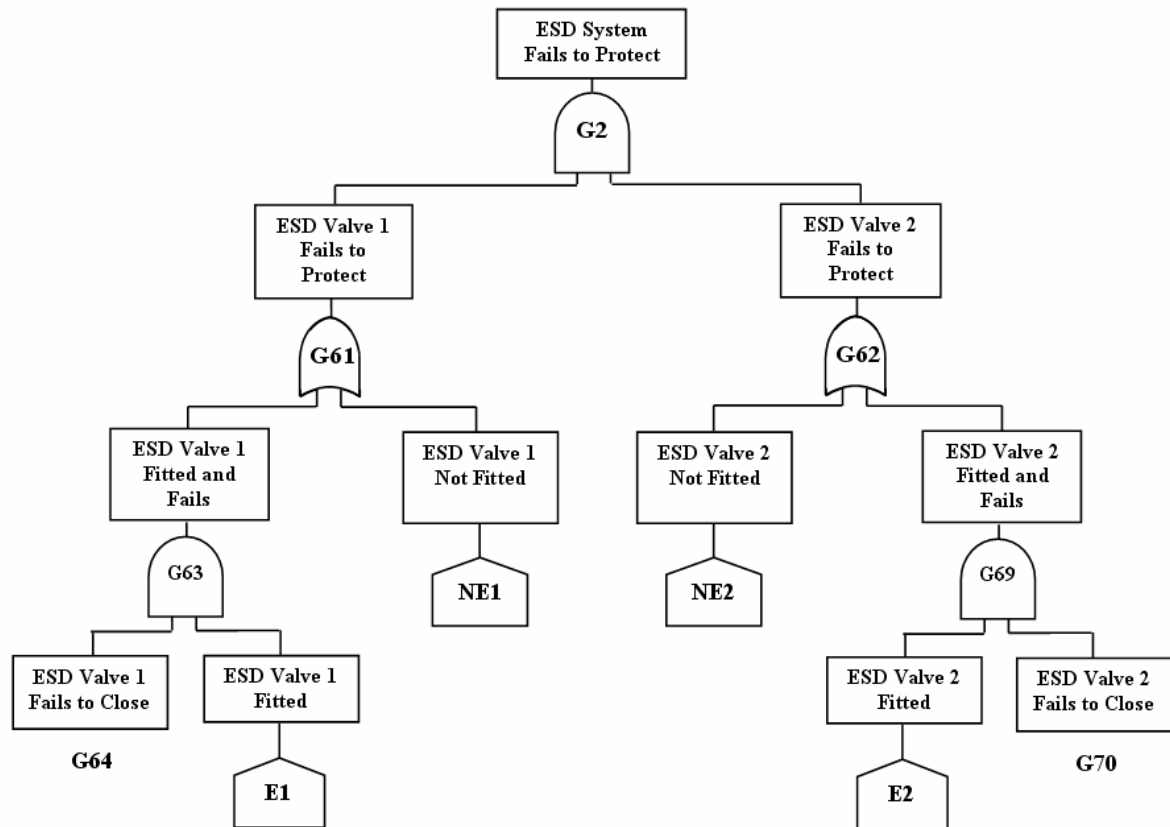 ESD System
Fails to Protect
G2
ESD Valve 1
Fails to
Protect
ESD Valve 2
Fails to
Protect
G61
G62
ESD Valve 1
Fitted and
Fails
ESD Valve 1
Not Fitted
ESD Valve 2
Not Fitted
ESD Valve 2
Fitted and
Fails
G63
NE1
NE2
G69
ESD Valve 1
Fails to Close
ESD Valve 1
Fitted
ESD Valve 2
Fitted
ESD Valve 2
Fails to Close
G64
E1
E2
G70